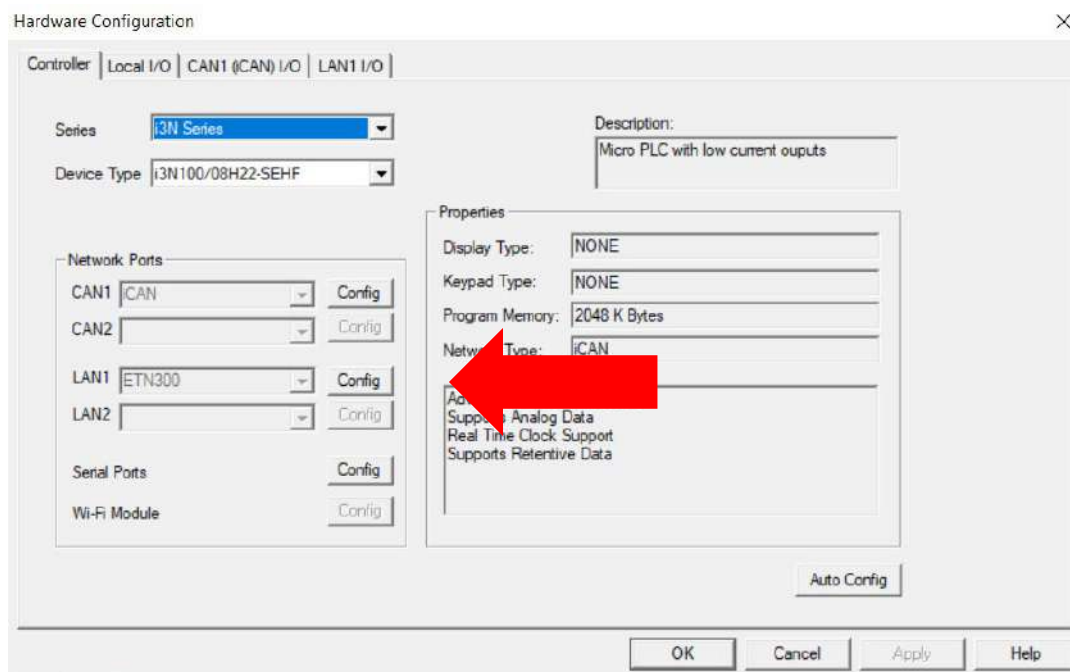 Hardware Configuration
Controller
Local I/O
CAN1 (iCAN) I/O
LAN1 I/O
Series
i3N Series
Device Type
i3N100/08H22-SEHF
Description:
Micro PLC with low current ouputs
Network Ports
CAN1
iCAN
Config
CAN2
Config
LAN1
ETN300
Config
LAN2
Config
Serial Ports
Config
Wi-Fi Module
Config
Properties
Display Type:
NONE
Keypad Type:
NONE
Program Memory:
2048 K Bytes
Type:
iCAN
Analog Data
Real Time Clock Support
Supports Retentive Data
Auto Config
OK
Cancel
Apply
Help